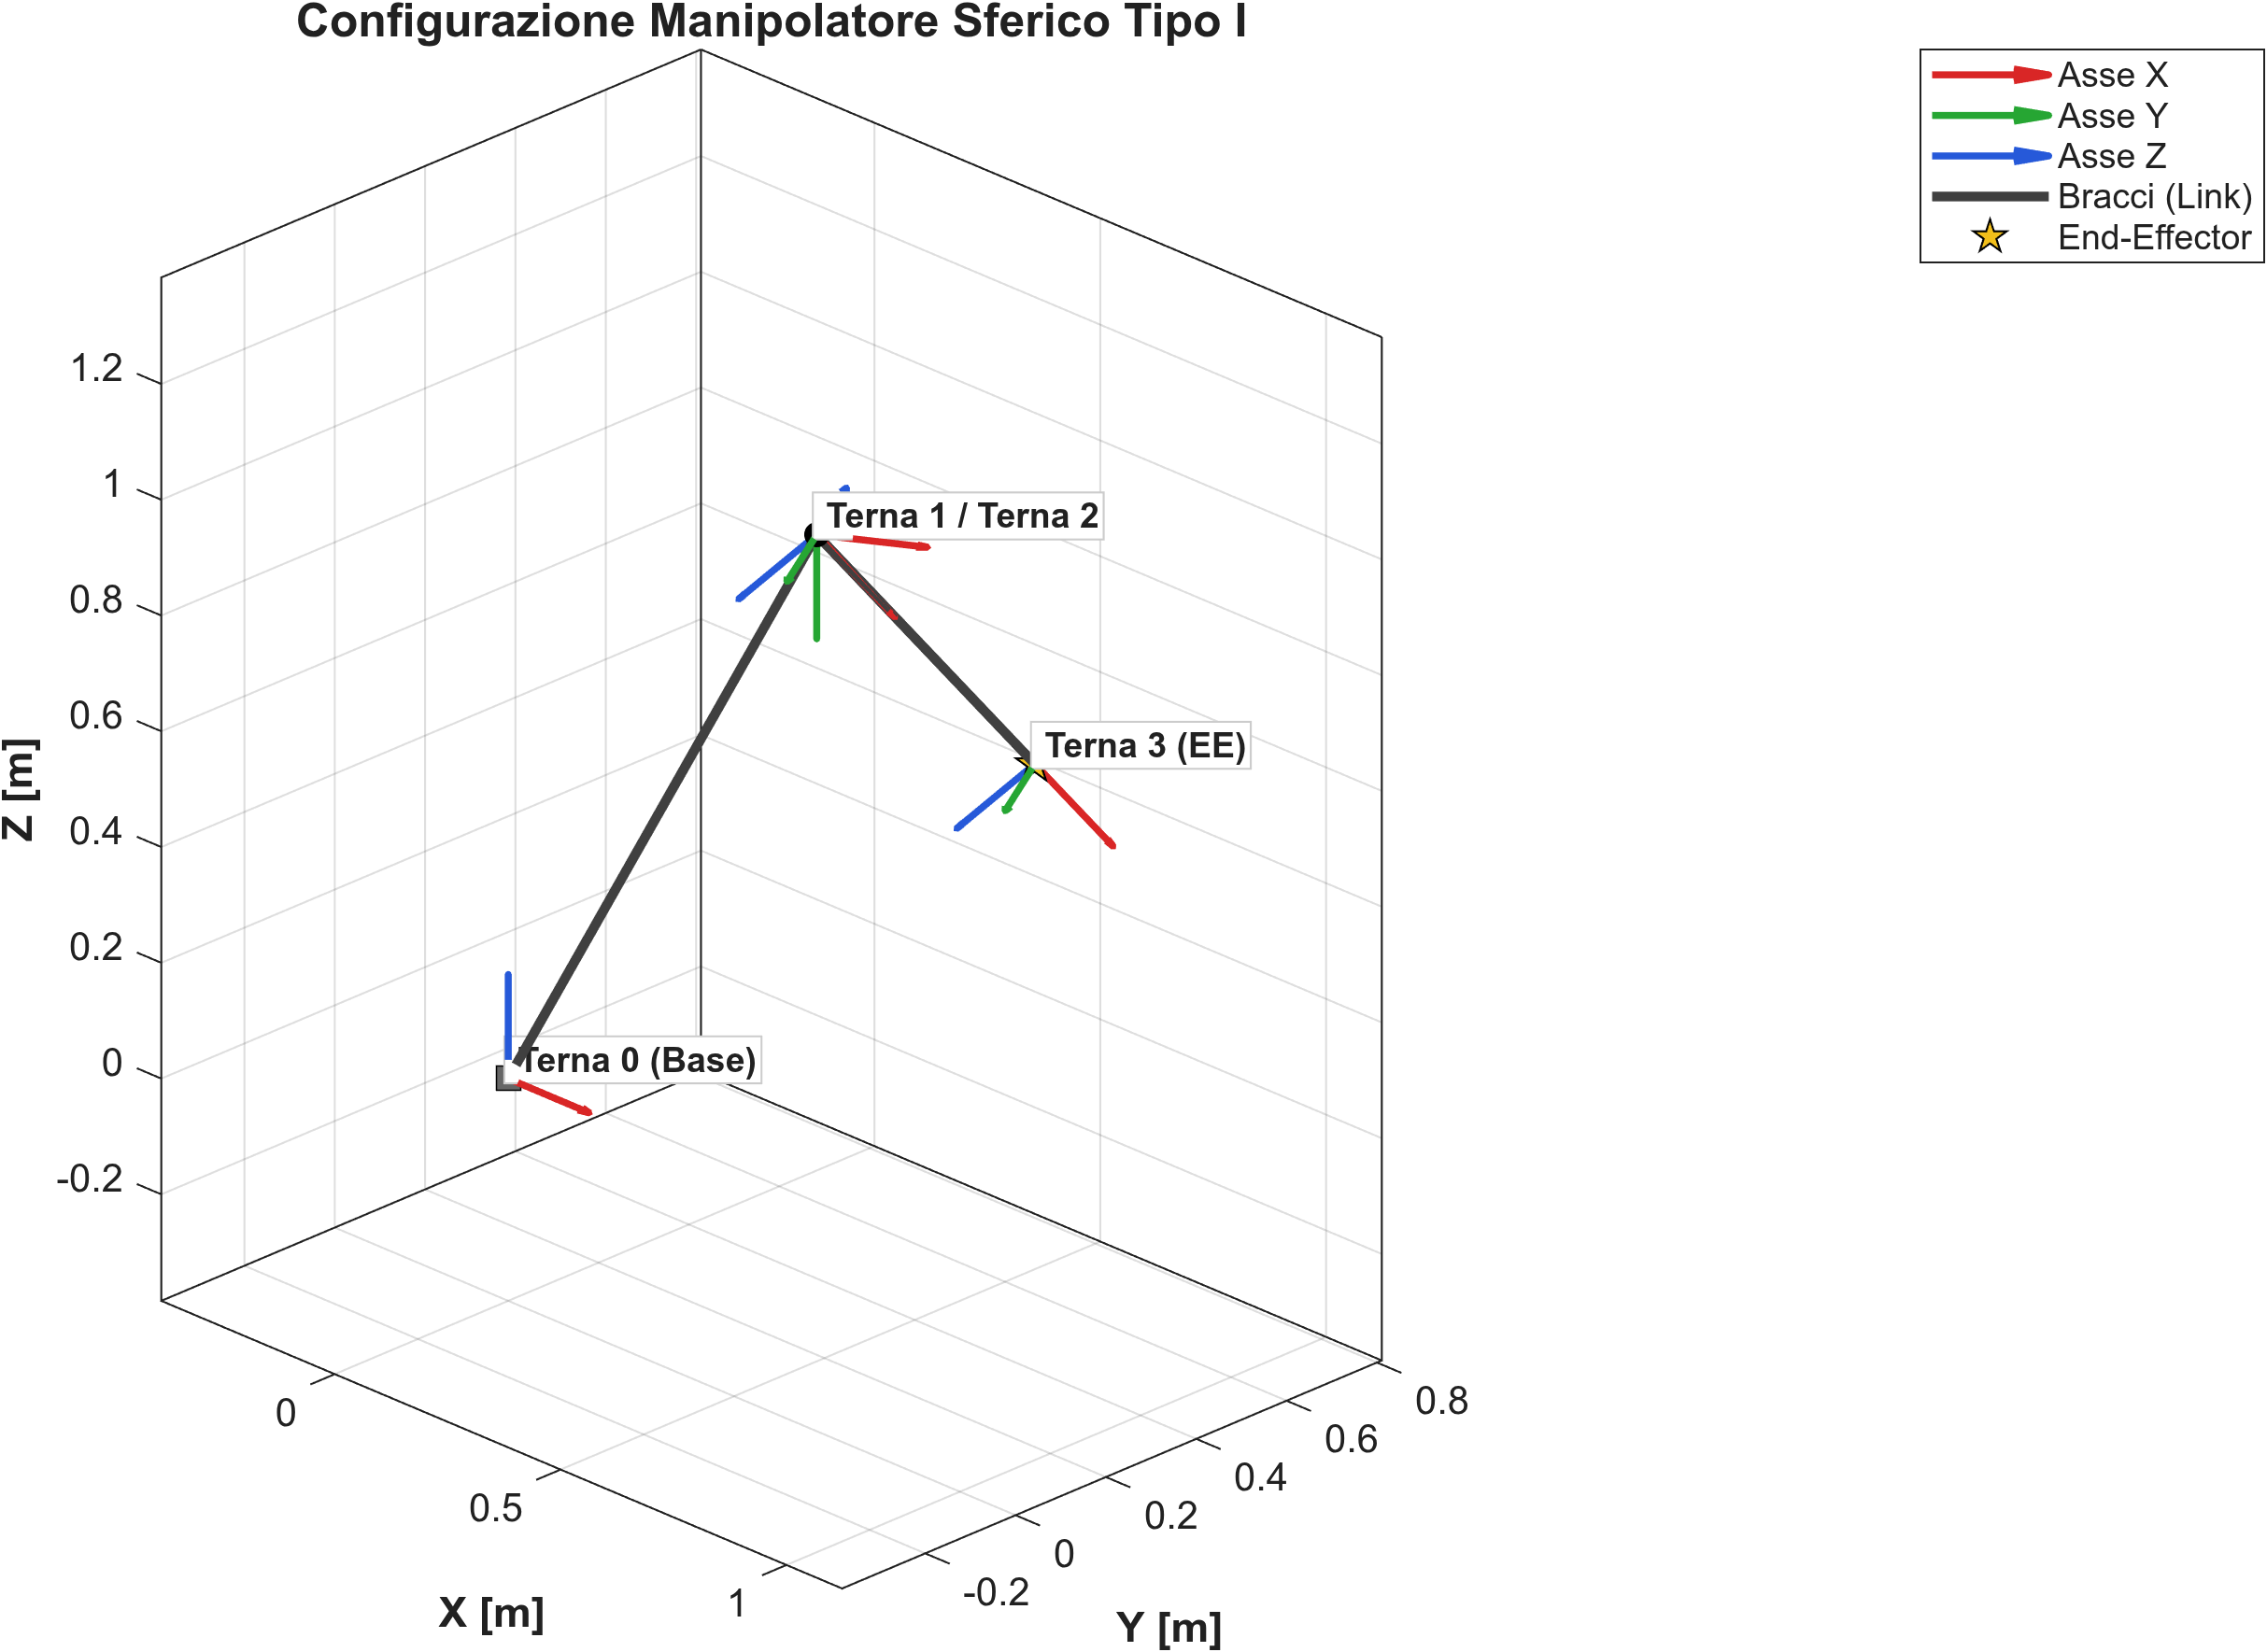 Configurazione Manipolatore Sferico Tipo I
Asse X
Asse Y
Asse Z
Bracci (Link)
End-Effector
1.2
1
0.8
0.6
0.4
0.2
0
-0.2
Z [m]
Terna 1 / Terna 2
Terna 3 (EE)
Terna 0 (Base)
0
0.5
1
X [m]
-0.2
0
0.2
0.4
0.6
0.8
Y [m]